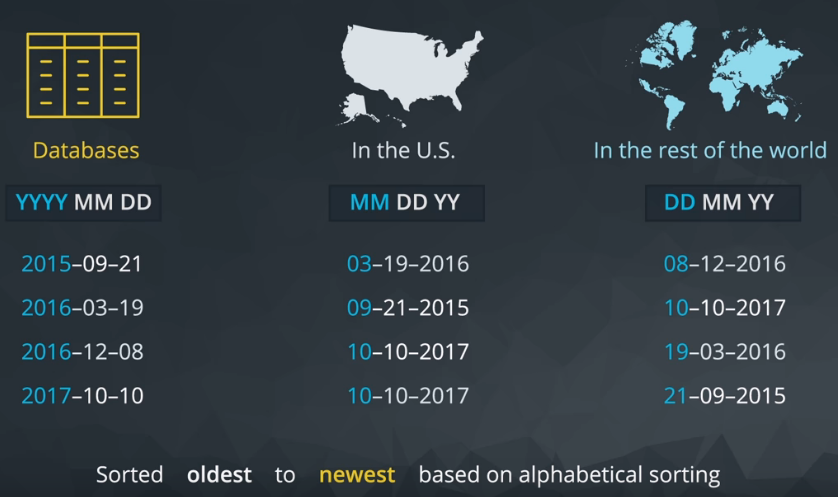 Databases
In the U.S.
In the rest of the world
YYYY MM DD
MM DD YY
DD MM YY
2015–09–21
03–19–2016
08–12–2016
2016–03–19
09–21–2015
10–10–2017
2016–12–08
10–10–2017
19–03–2016
2017–10–10
10–10–2017
21–09–2015
Sorted oldest to newest based on alphabetical sorting